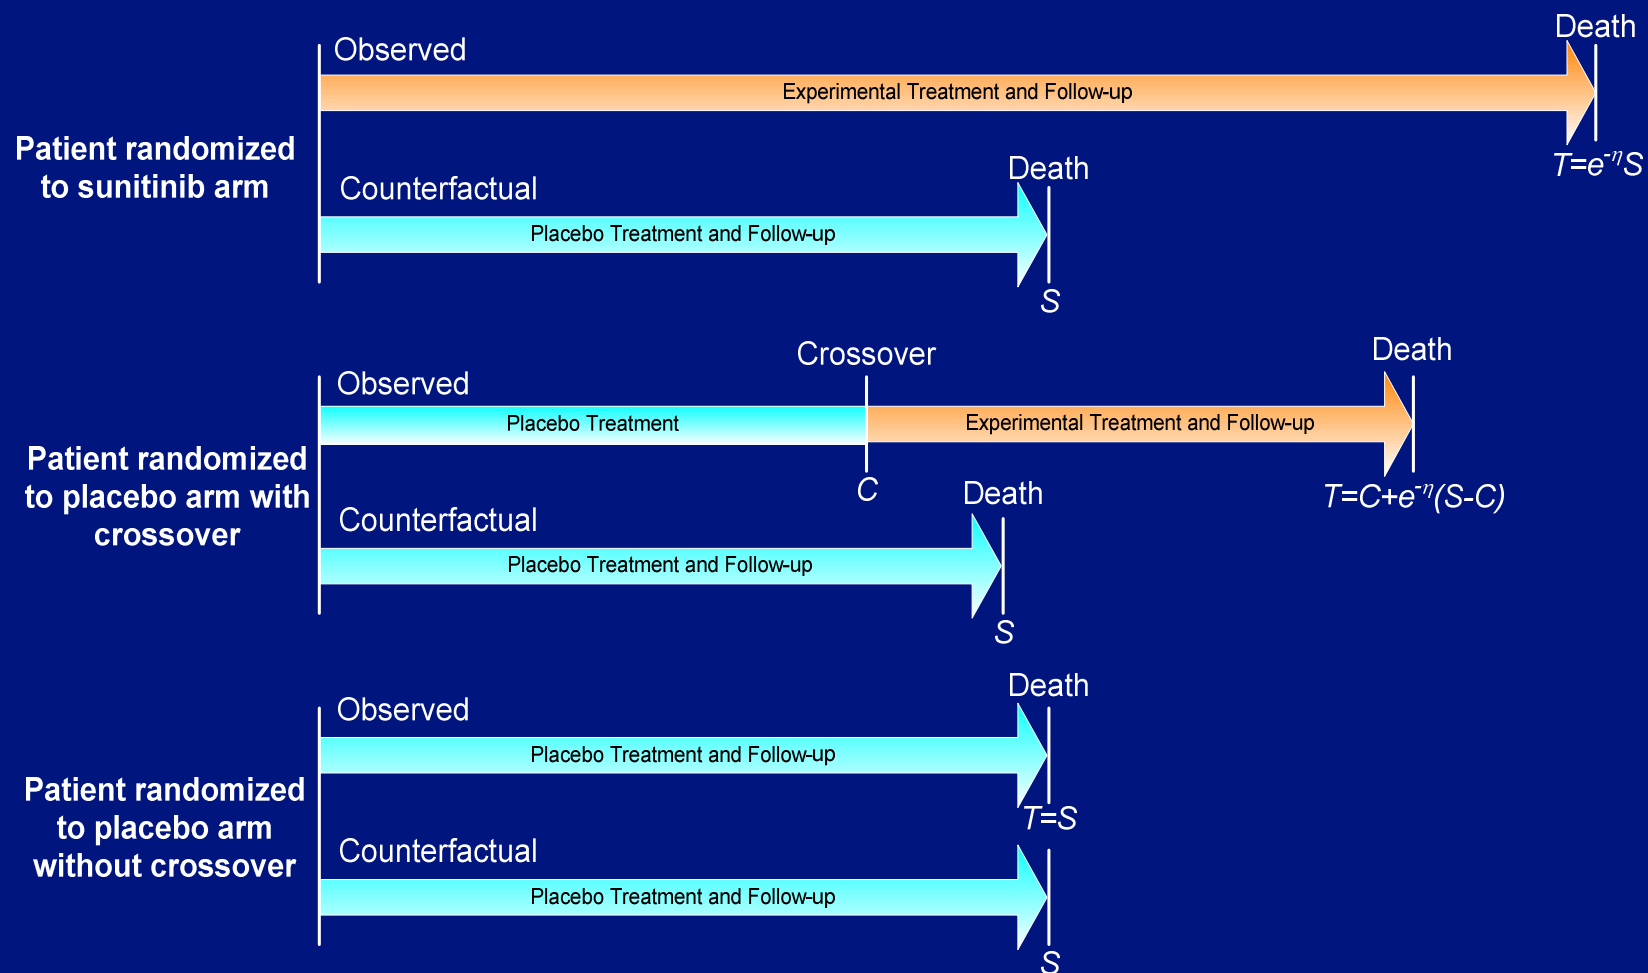 Death
Observed
Experimental Treatment and Follow-up
Patient randomized
to sunitinib arm
T=e^-η S
Death
Counterfactual
Placebo Treatment and Follow-up
S
Crossover
Death
Observed
Placebo Treatment
Experimental Treatment and Follow-up
Patient randomized
to placebo arm with
crossover
C
T=C+e^-η(S-C)
Death
Counterfactual
Placebo Treatment and Follow-up
S
Death
Observed
Placebo Treatment and Follow-up
Patient randomized
to placebo arm
without crossover
T=S
Counterfactual
Placebo Treatment and Follow-up
S